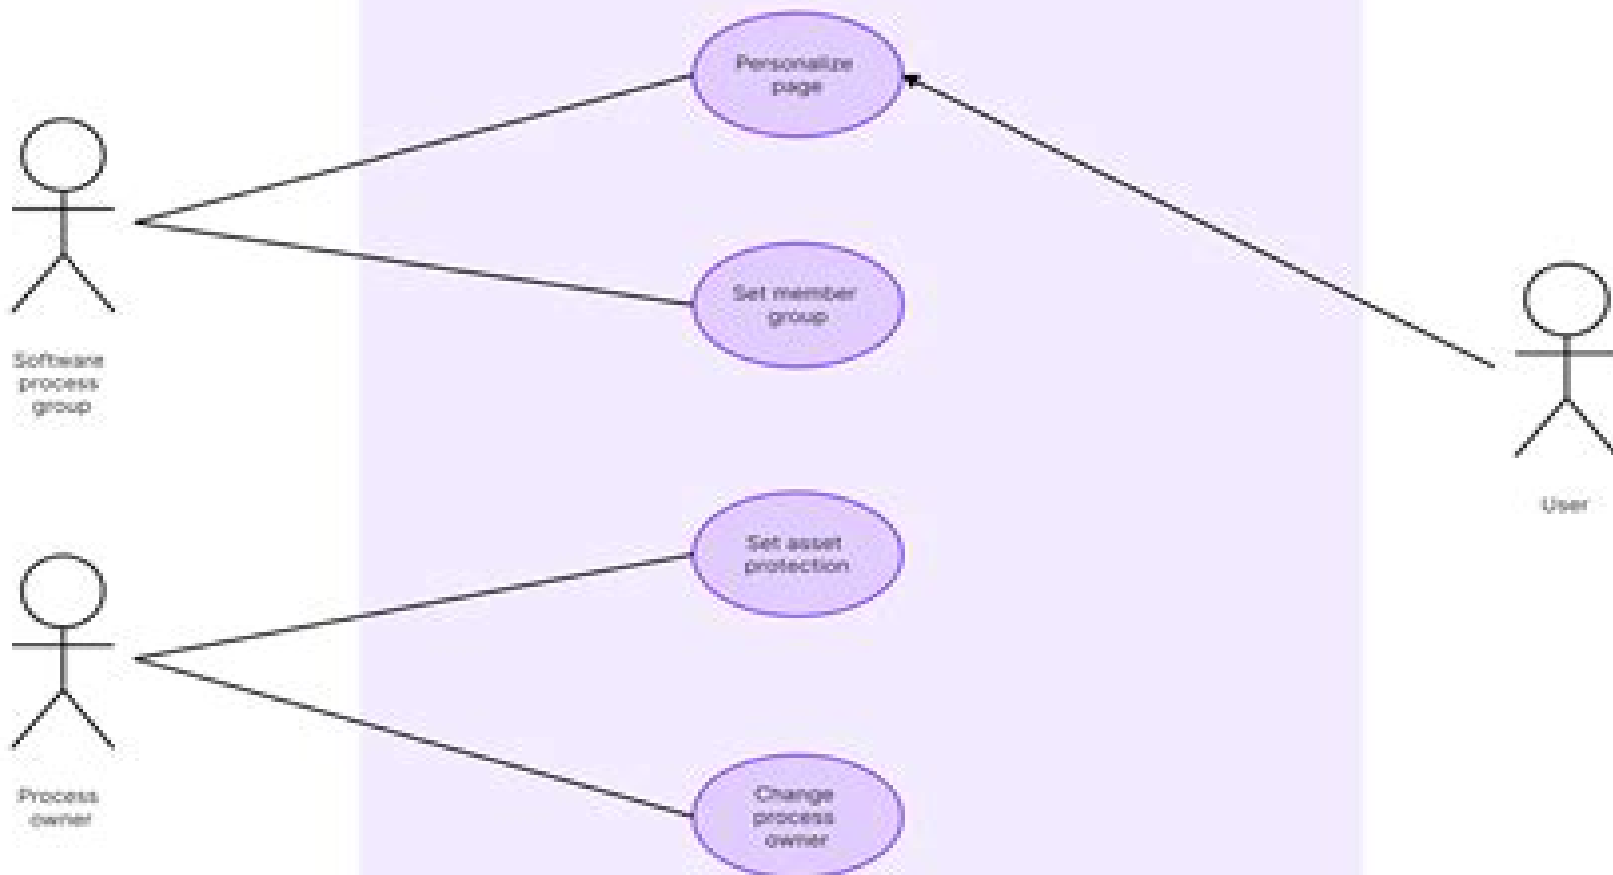 Personalize
page
Set member
group
Software
process
group
User
Set asset
protection
Process
owner
Change
process
owner